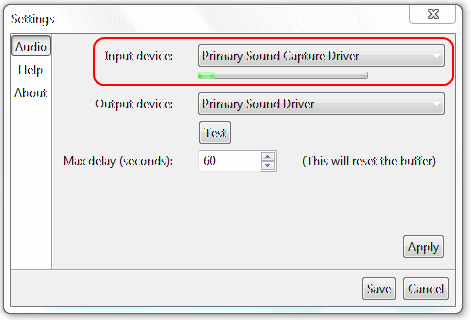 Settings
Audio
Help
About
Input device: Primary Sound Capture Driver
Output device: Primary Sound Driver
Test
Max delay (seconds): 60 (This will reset the buffer)
Apply
Save Cancel